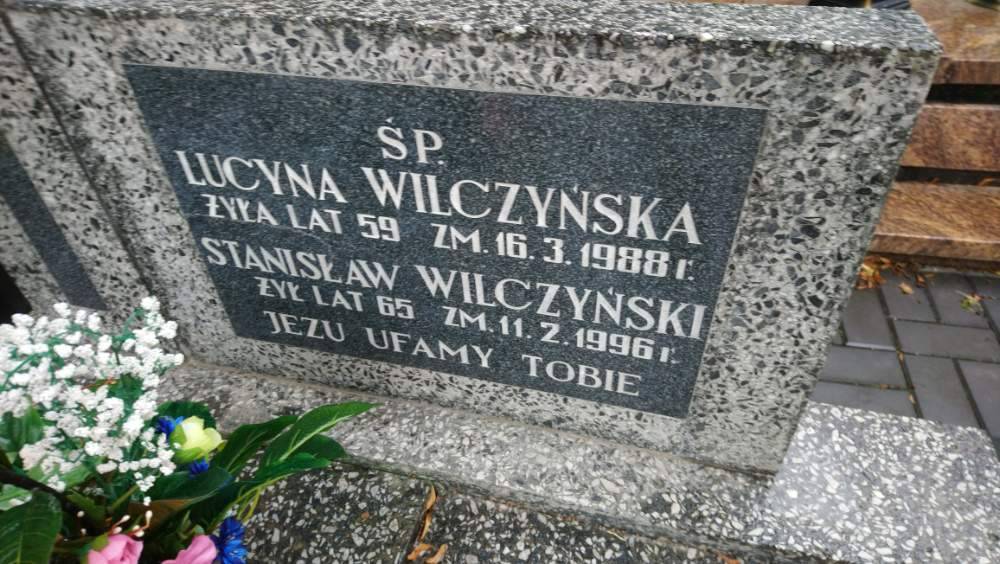 ŚP.
LUCYNA WILCZYŃSKA
ŻYŁA LAT 59 ZM. 16.3.1988 r.
STANISŁAW WILCZYŃSKI
ŻYŁ LAT 65 ZM. 11.2.1996 r.
JEZU UFAMY TOBIE